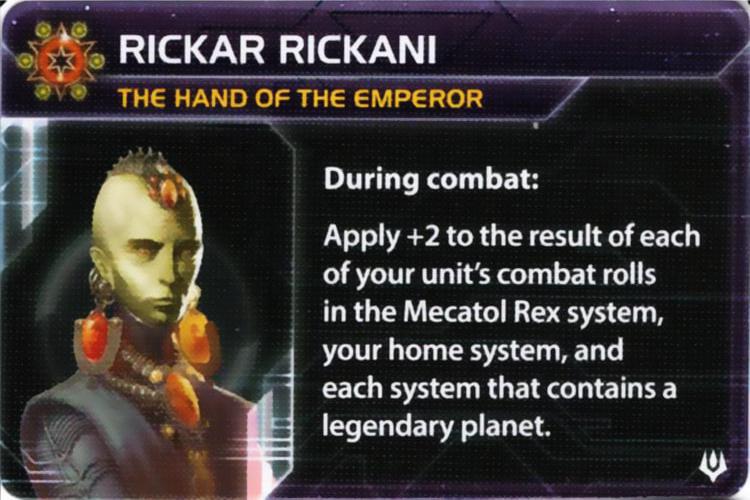 RICKAR RICKANI
THE HAND OF THE EMPEROR
During combat:
Apply +2 to the result of each
of your unit's combat rolls
in the Mecatol Rex system,
your home system, and
each system that contains a
legendary planet.